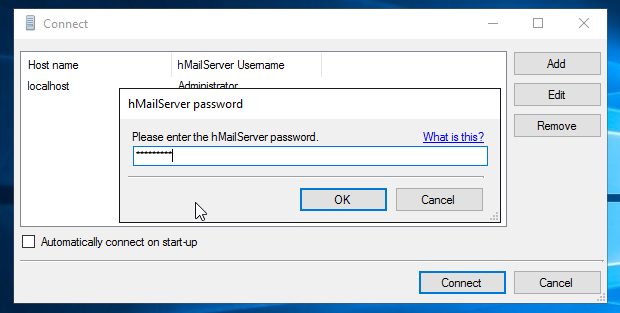 Connect
Host name hMailServer Username Add
localhost Administrator Edit
hMailServer password
Remove
Please enter the hMailServer password. What is this?
*********
OK Cancel
Automatically connect on start-up
Connect Cancel